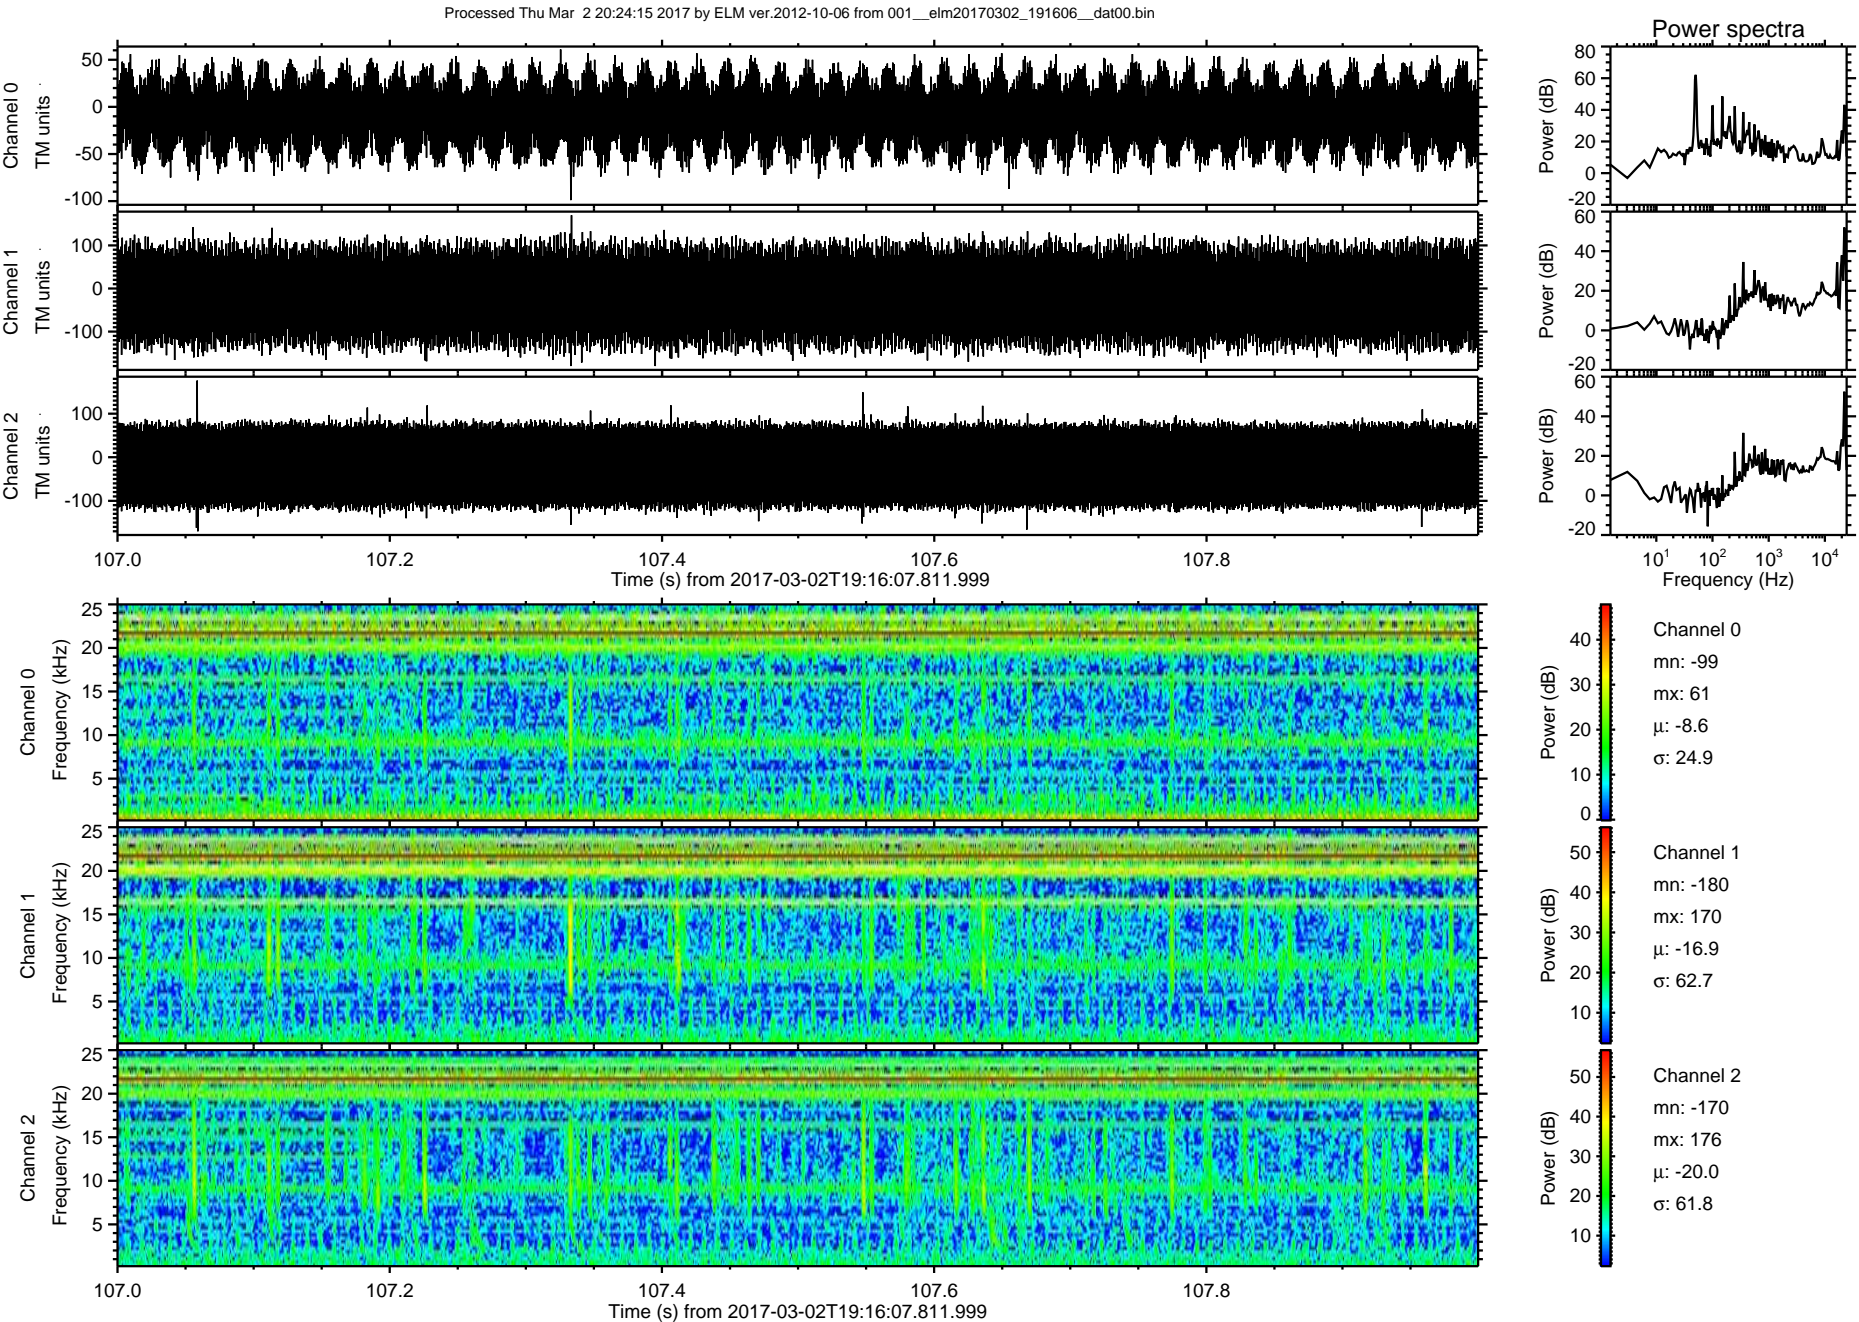 Processed Thu Mar  2 20:24:15 2017 by ELM ver.2012-10-06 from 001__elm20170302_191606__dat00.bin
Power spectra
Channel 0
TM units
50
0
-50
-100
Power (dB)
80
60
40
20
0
-20
Channel 1
TM units
100
0
-100
Power (dB)
60
40
20
0
-20
Channel 2
TM units
100
0
-100
Power (dB)
60
40
20
0
-20
107.0 107.2 107.4 107.6 107.8
Time (s) from 2017-03-02T19:16:07.811.999
10¹ 10² 10³ 10⁴
Frequency (Hz)
Channel 0
Frequency (kHz)
25
20
15
10
5
Power (dB)
40
30
20
10
0
Channel 0
mn: -99
mx: 61
μ: -8.6
σ: 24.9
Channel 1
Frequency (kHz)
25
20
15
10
5
Power (dB)
50
40
30
20
10
Channel 1
mn: -180
mx: 170
μ: -16.9
σ: 62.7
Channel 2
Frequency (kHz)
25
20
15
10
5
Power (dB)
50
40
30
20
10
Channel 2
mn: -170
mx: 176
μ: -20.0
σ: 61.8
107.0 107.2 107.4 107.6 107.8
Time (s) from 2017-03-02T19:16:07.811.999